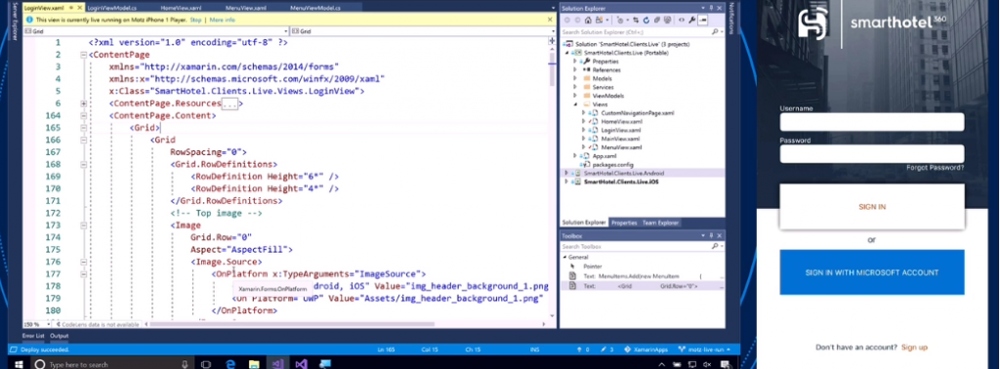 LoginView.xaml
LoginViewModel.cs
HomeView.xaml
MenuView.xaml
MenuViewModel.cs
This view is currently live running on Motz iPhone 1 Player. Stop | More info
Grid
Grid
1 <?xml version="1.0" encoding="utf-8" ?>
2 <ContentPage
3 xmlns="http://xamarin.com/schemas/2014/forms"
4 xmlns:x="http://schemas.microsoft.com/winfx/2009/xaml"
5 x:Class="SmartHotel.Clients.Live.Views.LoginView">
6 <ContentPage.Resources...>
164 <ContentPage.Content>
165 <Grid>
166 <Grid
167 RowSpacing="0">
168 <Grid.RowDefinitions>
169 <RowDefinition Height="6*" />
170 <RowDefinition Height="4*" />
171 </Grid.RowDefinitions>
172 <!-- Top image -->
173 <Image
174 Grid.Row="0"
175 Aspect="AspectFill">
176 <Image.Source>
177 <OnPlatform x:TypeArguments="ImageSource">
178 droid, iOS" Value="img_header_background_1.png
Xamarin.Forms.OnPlatform
179 <On Platform="UWP" Value="Assets/img_header_background_1.png"
180 </OnPlatform>
150 %
CodeLens data is not available
Error List Output
Deploy succeeded.
Ln 165 Col 15 Ch 15 INS
0 3 XamarinApps motz-live-run
Type here to search
Server Explorer
Solution Explorer
Search Solution Explorer (Ctrl+;)
Solution 'SmartHotel.Clients.Live' (3 projects)
SmartHotel.Clients.Live (Portable)
Properties
References
Models
Services
ViewModels
Views
CustomNavigationPage.xaml
HomeView.xaml
LoginView.xaml
MainView.xaml
MenuView.xaml
App.xaml
packages.config
SmartHotel.Clients.Live.Android
SmartHotel.Clients.Live.iOS
Solution Explorer Properties Team Explorer
Toolbox
Search Toolbox
General
Pointer
Text: MenuItems.Add(new MenuItem {
Text: <Grid Grid.Row="0">
Notifications
smarthotel360
Username
Password
Forgot Password?
SIGN IN
or
SIGN IN WITH MICROSOFT ACCOUNT
Don't have an account? Sign up